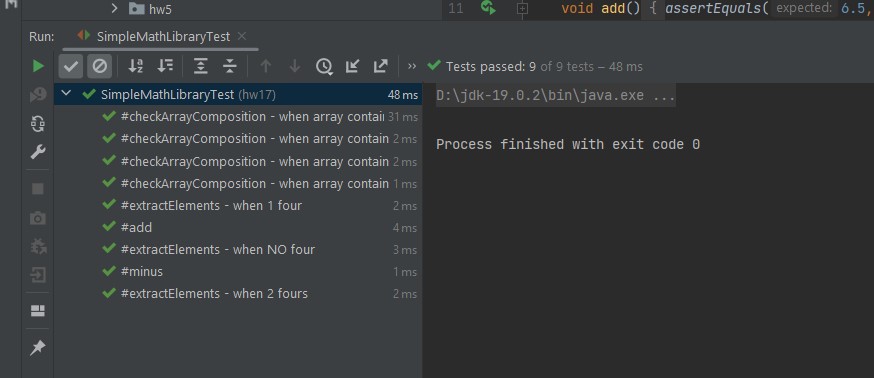 hw5
11 void add() { assertEquals( expected: 6.5,
Run: SimpleMathLibraryTest ×
» Tests passed: 9 of 9 tests – 48 ms
SimpleMathLibraryTest (hw17) 48 ms
#checkArrayComposition - when array contai 31 ms
#checkArrayComposition - when array contain 2 ms
#checkArrayComposition - when array contain 2 ms
#checkArrayComposition - when array contain 1 ms
#extractElements - when 1 four 2 ms
#add 4 ms
#extractElements - when NO four 3 ms
#minus 1 ms
#extractElements - when 2 fours 2 ms
D:\jdk-19.0.2\bin\java.exe ...
Process finished with exit code 0